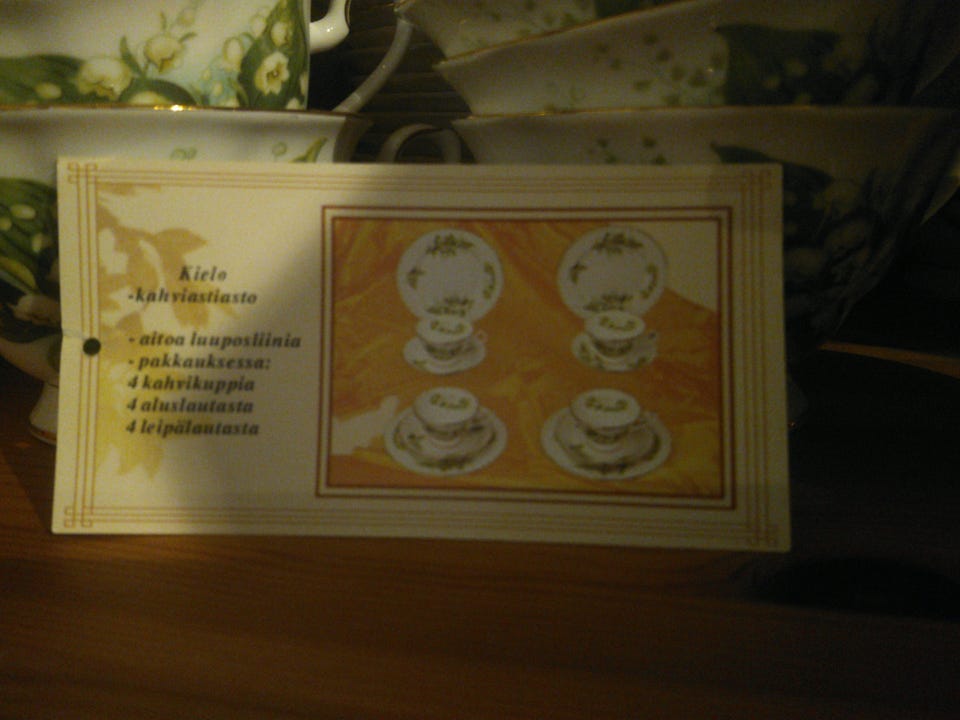 Kielo
-kahviastiasto
- aitoa luuposliinia
- pakkauksessa:
4 kahvikuppia
4 aluslautasta
4 leipälautasta